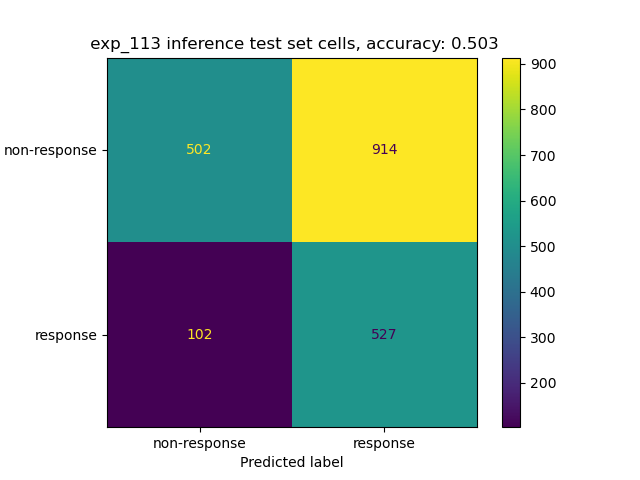 exp_113 inference test set cells, accuracy: 0.503
non-response
response
502
914
102
527
non-response
response
Predicted label
900
800
700
600
500
400
300
200